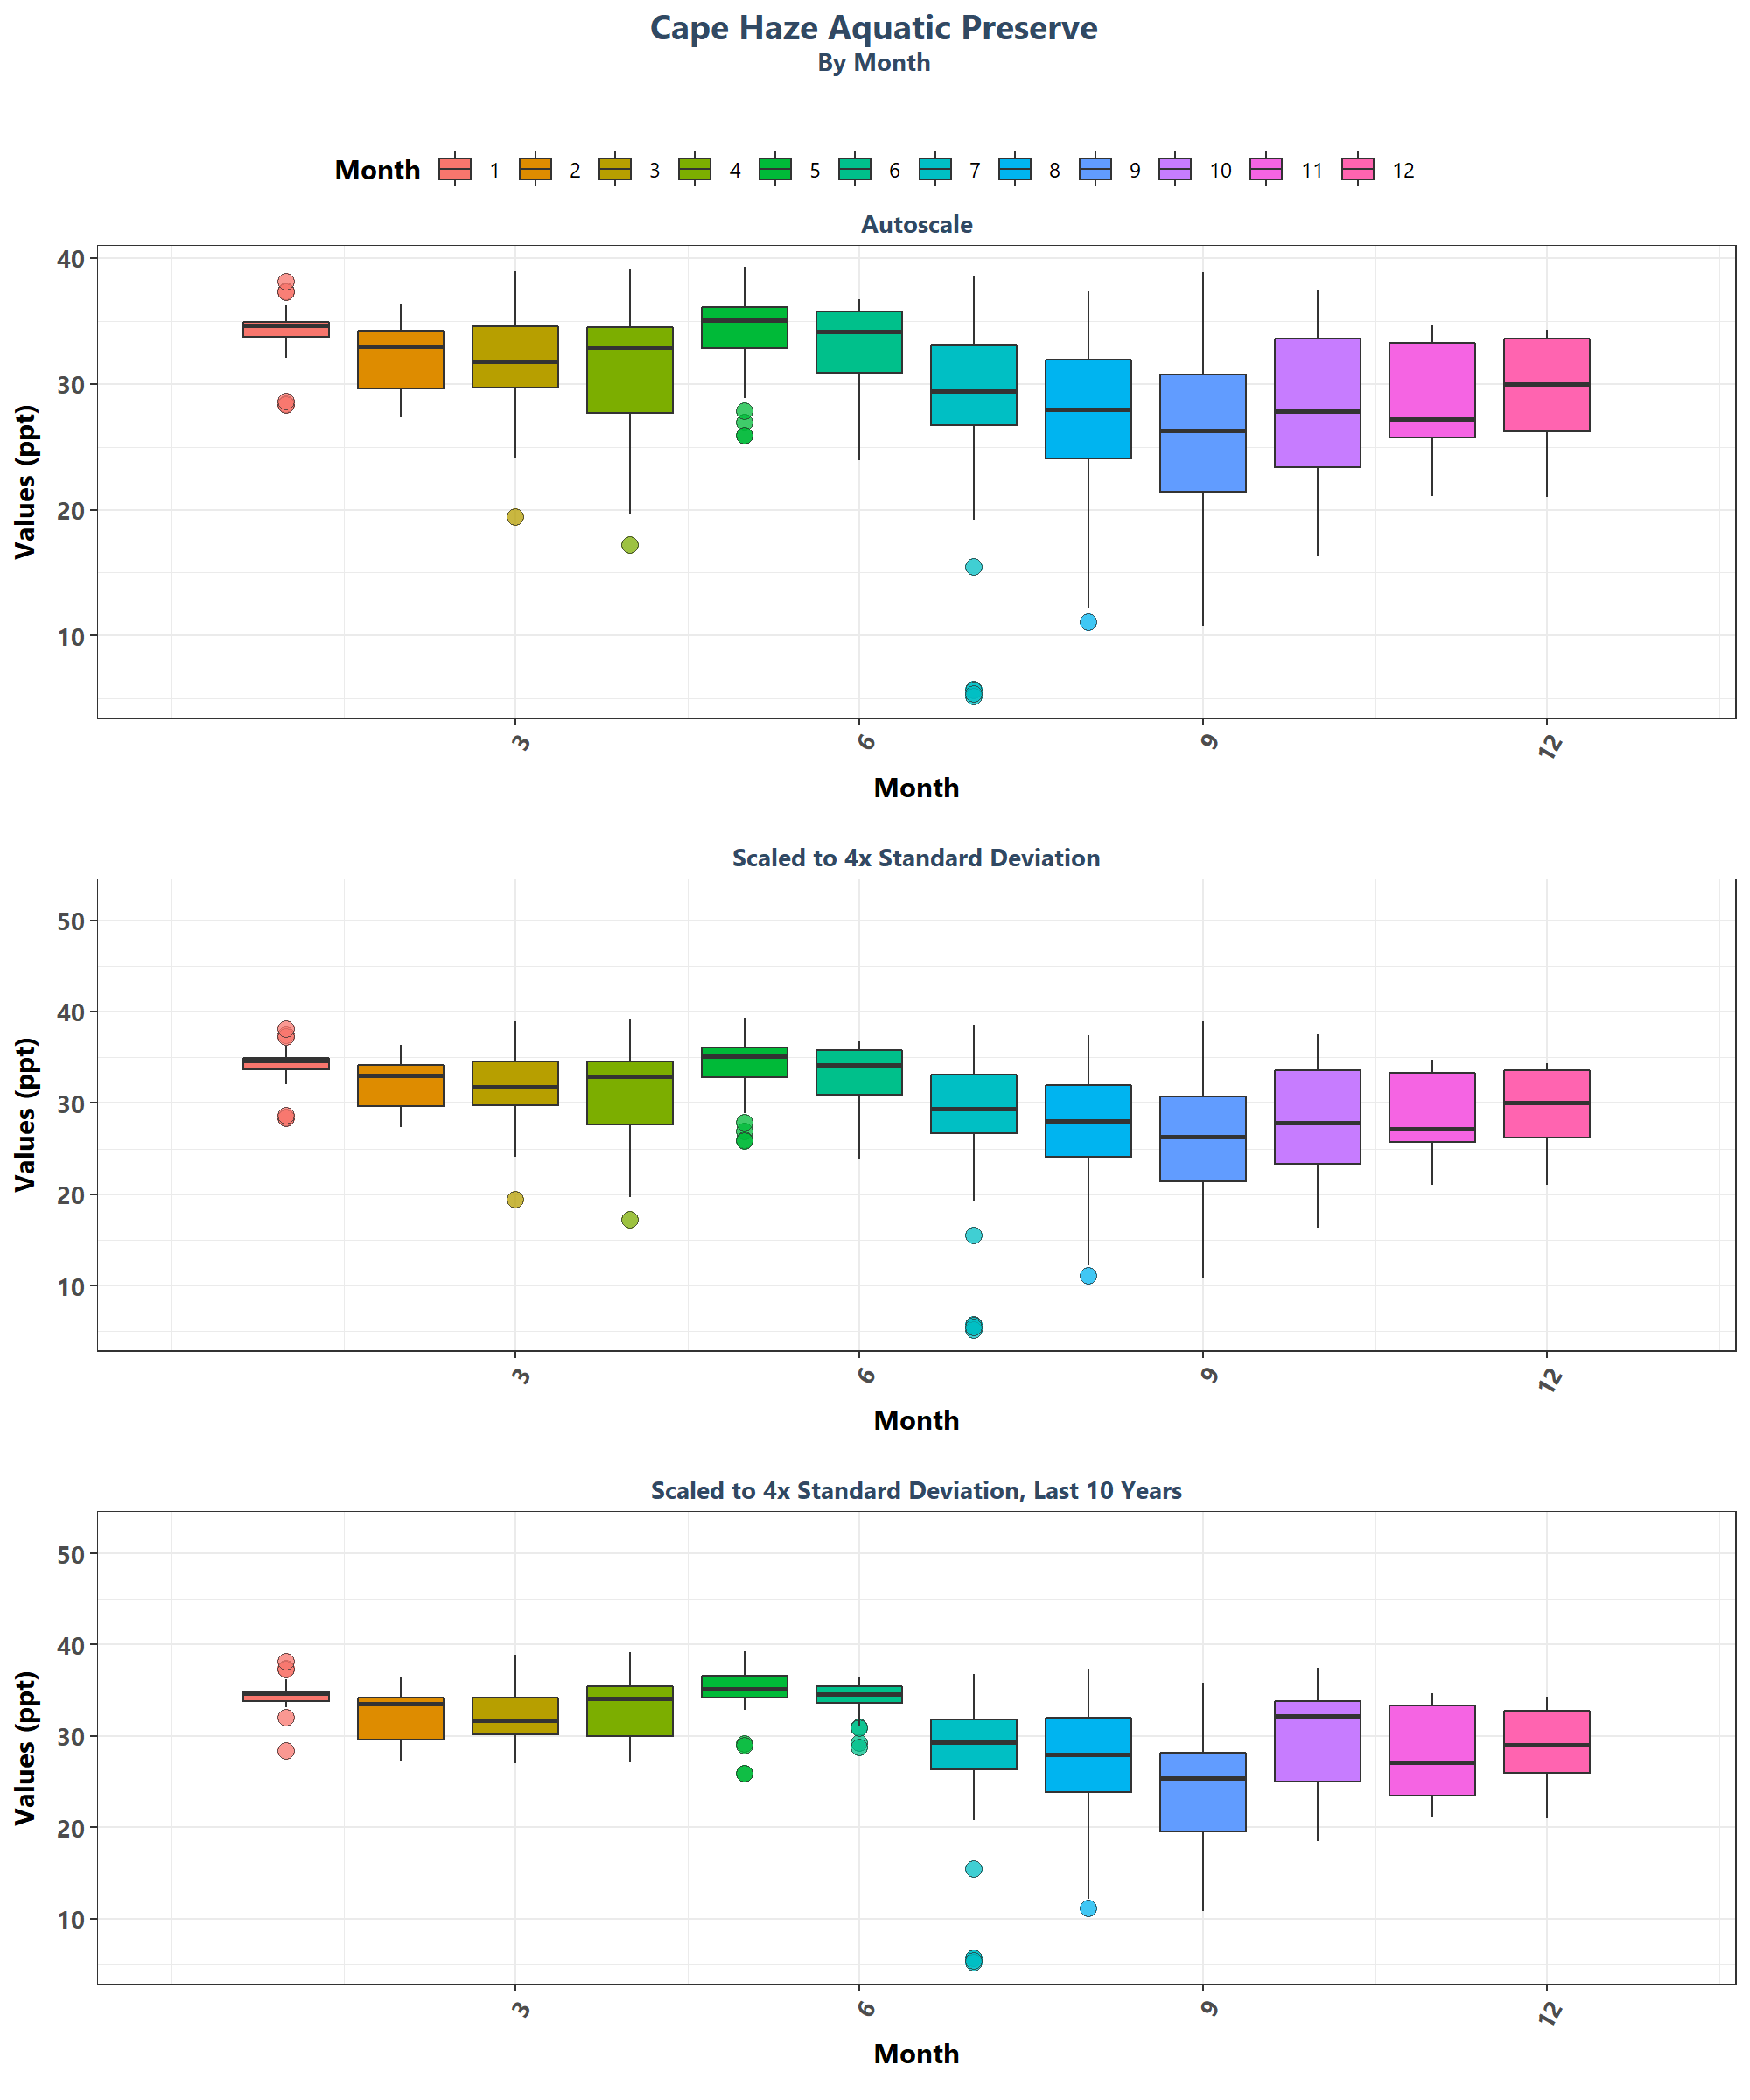 Cape Haze Aquatic Preserve
By Month
Month 1 2 3 4 5 6 7 8 9 10 11 12
Autoscale
40
30
20
10
Values (ppt)
3 6 9 12
Month
Scaled to 4x Standard Deviation
50
40
30
20
10
Values (ppt)
3 6 9 12
Month
Scaled to 4x Standard Deviation, Last 10 Years
50
40
30
20
10
Values (ppt)
3 6 9 12
Month